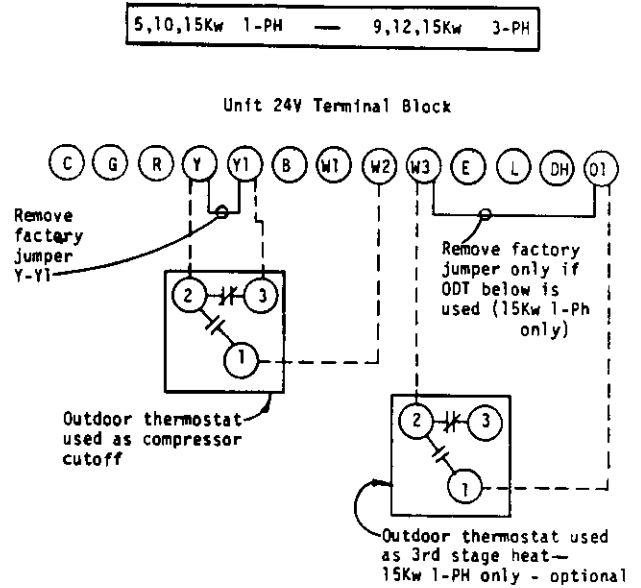 5,10,15Kw 1-PH — 9,12,15Kw 3-PH
Unit 24V Terminal Block
C G R Y Y1 B W1 W2 W3 E L DH O1
Remove
factory
jumper
Y-Y1
Remove factory
jumper only if
ODT below is
used (15Kw 1-Ph
only)
2 3
1
Outdoor thermostat
used as compressor
cutoff
2 3
1
Outdoor thermostat used
as 3rd stage heat—
15Kw 1-PH only - optional